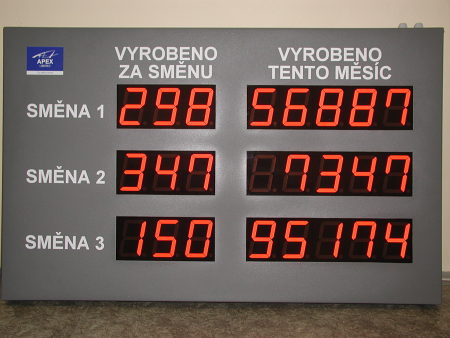 APEX
VYROBENO
ZA SMĚNU
VYROBENO
TENTO MĚSÍC
SMĚNA 1 298 56887
SMĚNA 2 347 7347
SMĚNA 3 150 95174